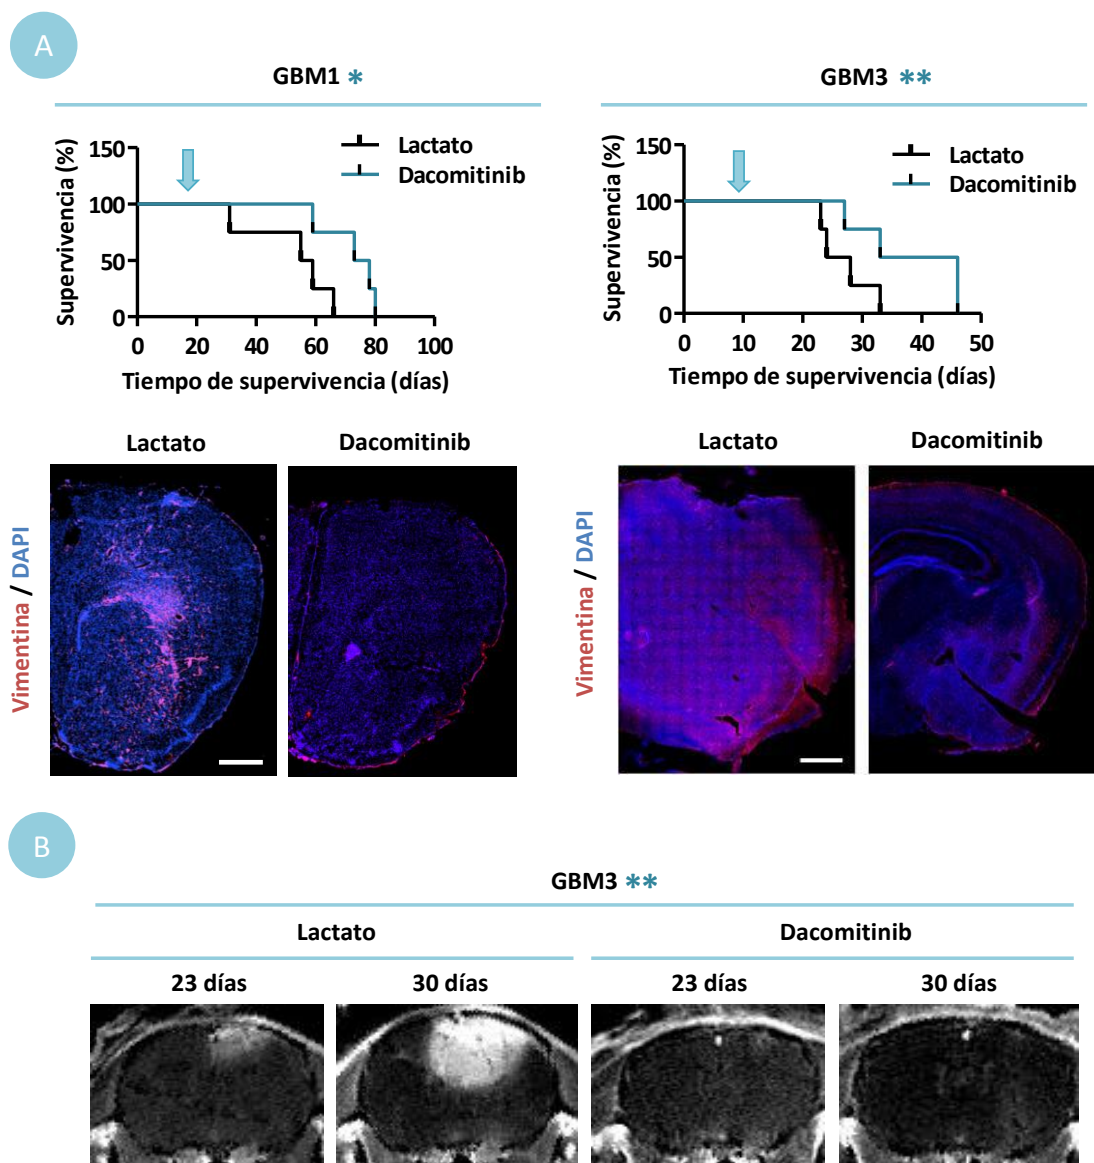 A
GBM1 *
GBM3 **
Supervivencia (%)
150
100
50
0
0 20 40 60 80 100
Tiempo de supervivencia (días)
Lactato
Dacomitinib
Supervivencia (%)
150
100
50
0
0 10 20 30 40 50
Tiempo de supervivencia (días)
Lactato
Dacomitinib
Lactato Dacomitinib
Vimentina / DAPI
Lactato Dacomitinib
Vimentina / DAPI
B
GBM3 **
Lactato Dacomitinib
23 días 30 días 23 días 30 días